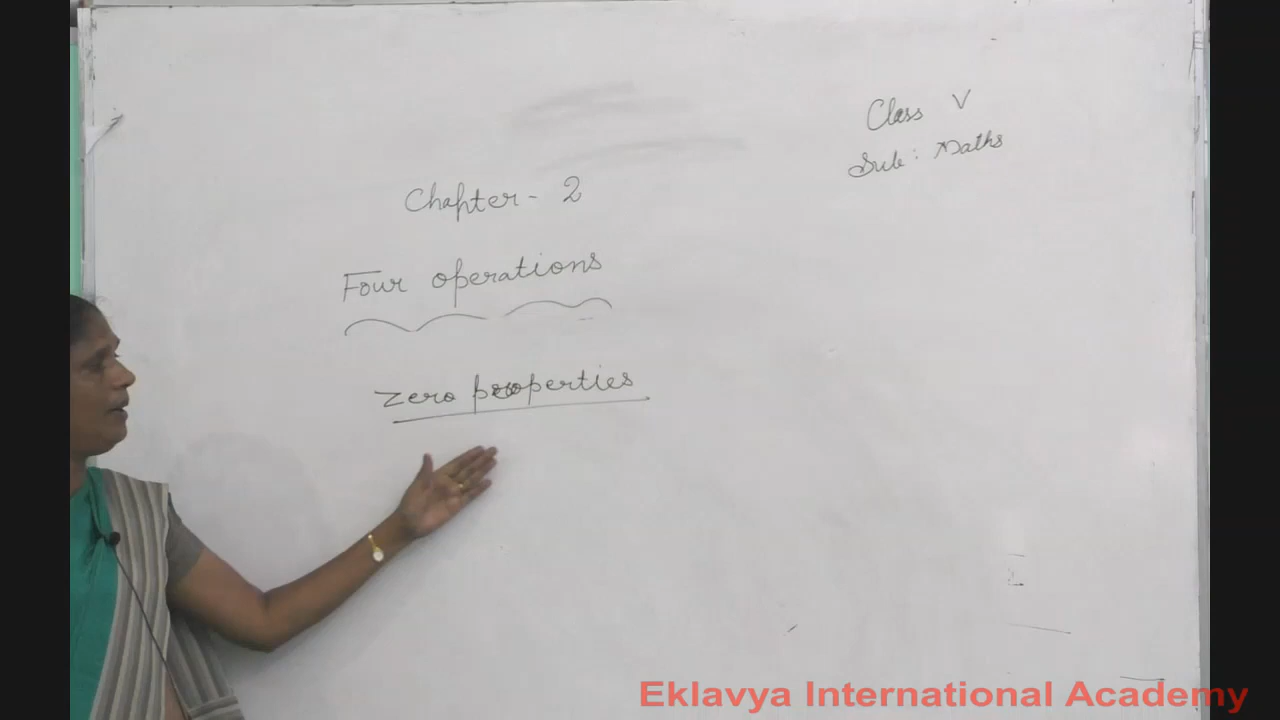 Class V
Sub: Maths
Chapter - 2
Four operations
Zero properties
Eklavya International Academy